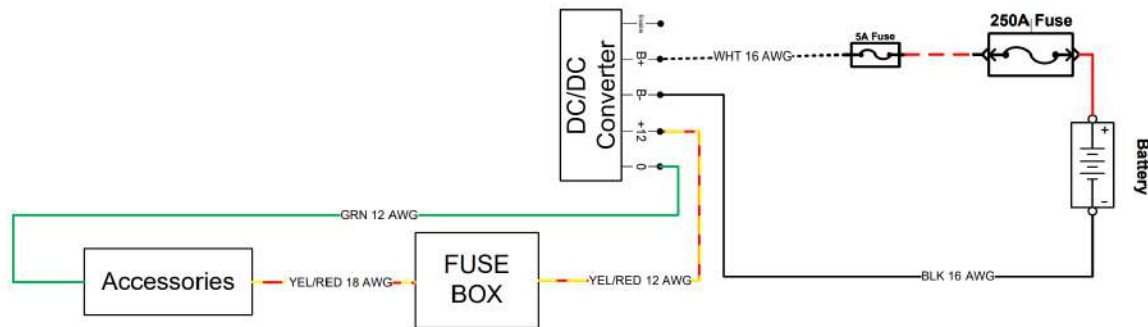 250A Fuse
5A Fuse
DC/DC
Converter
Enable
B+
B-
+12
0
WHT 16 AWG
+
-
Battery
GRN 12 AWG
Accessories
YEL/RED 18 AWG
FUSE
BOX
YEL/RED 12 AWG
BLK 16 AWG